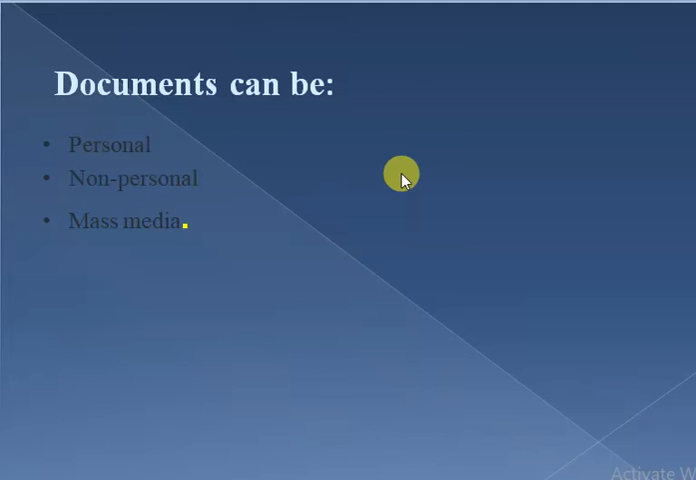 Documents can be:
• Personal
• Non-personal
• Mass media.
Activate W